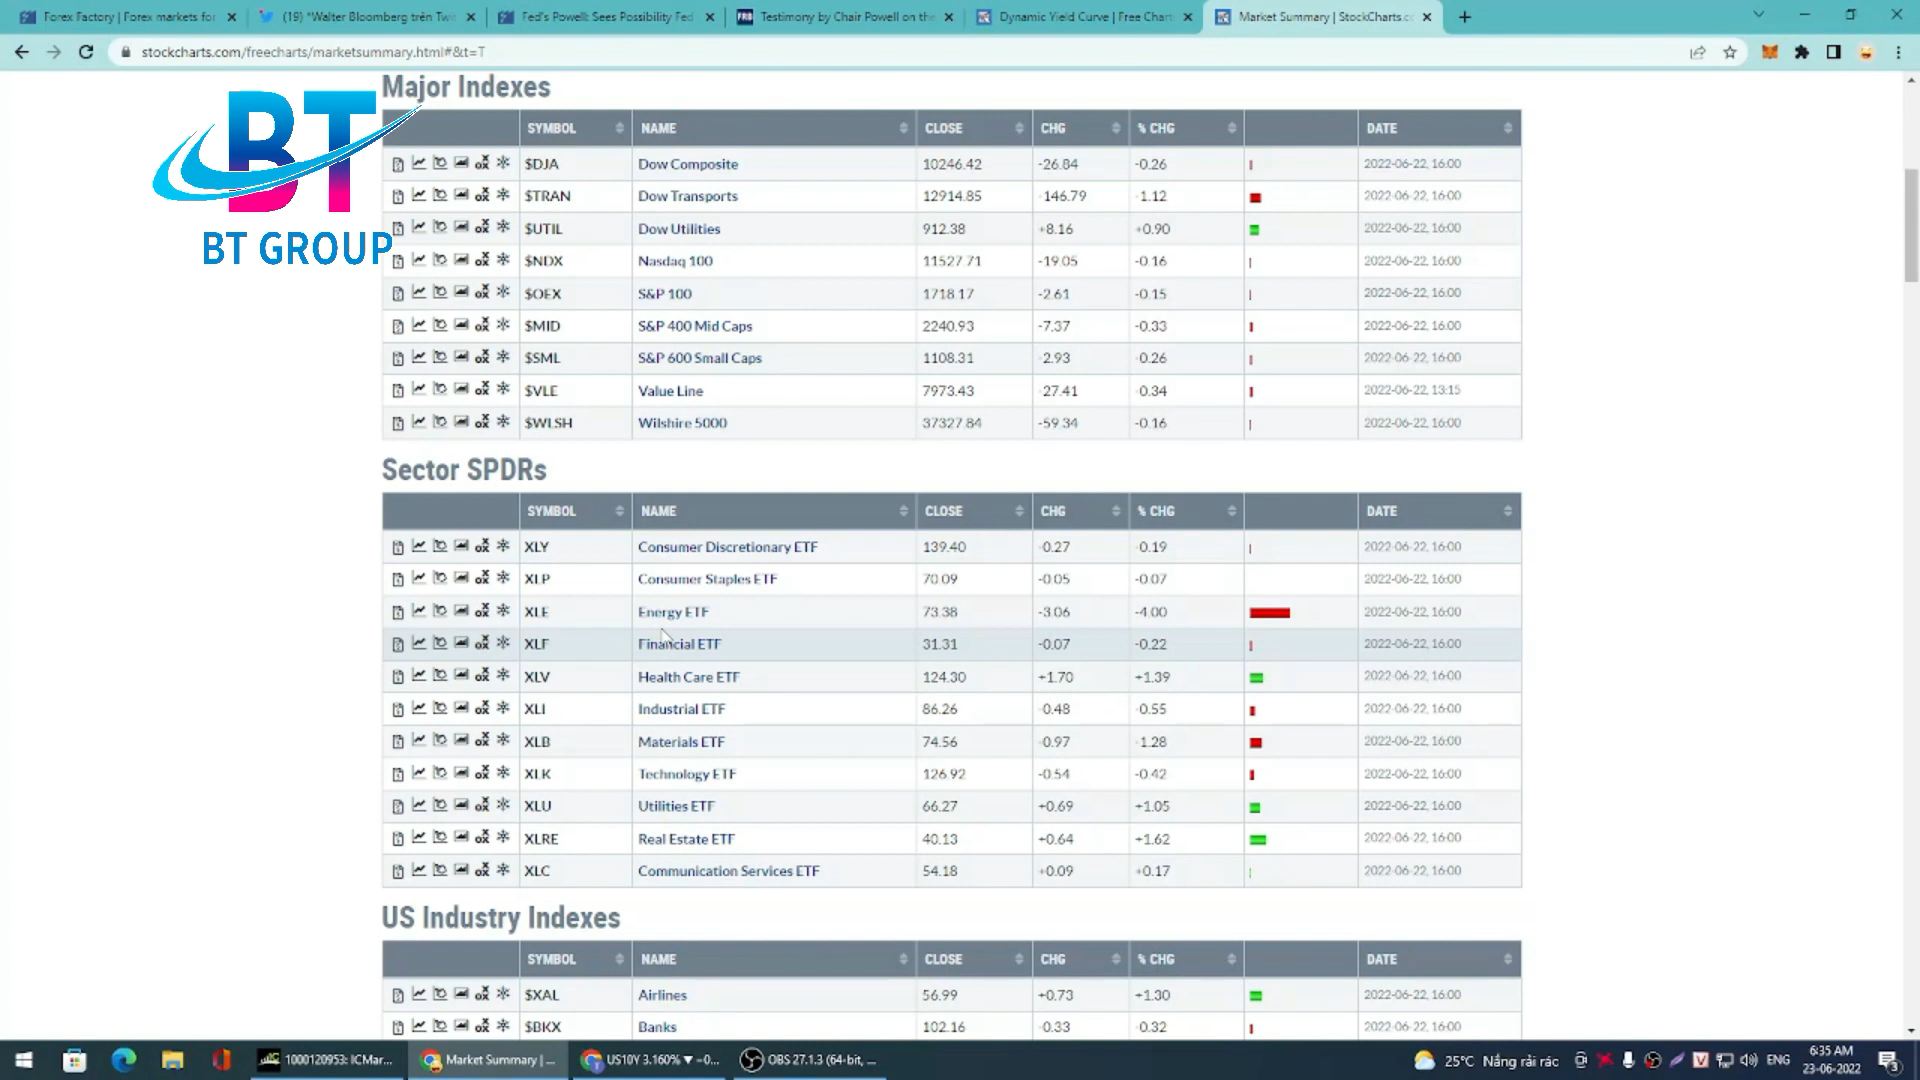 Forex Factory | Forex markets for
(19) *Walter Bloomberg trên Twi
Fed's Powell: Sees Possibility Fed
Testimony by Chair Powell on the
Dynamic Yield Curve | Free Char
Market Summary | StockCharts.c
stockcharts.com/freecharts/marketsummary.html#&t=T
BT
BT GROUP
Major Indexes
SYMBOL NAME CLOSE CHG % CHG DATE
$DJA Dow Composite 10246.42 -26.84 -0.26 2022-06-22, 16:00
$TRAN Dow Transports 12914.85 -146.79 -1.12 2022-06-22, 16:00
$UTIL Dow Utilities 912.38 +8.16 +0.90 2022-06-22, 16:00
$NDX Nasdaq 100 11527.71 -19.05 -0.16 2022-06-22, 16:00
$OEX S&P 100 1718.17 -2.61 -0.15 2022-06-22, 16:00
$MID S&P 400 Mid Caps 2240.93 -7.37 -0.33 2022-06-22, 16:00
$SML S&P 600 Small Caps 1108.31 -2.93 -0.26 2022-06-22, 16:00
$VLE Value Line 7973.43 -27.41 -0.34 2022-06-22, 13:15
$WLSH Wilshire 5000 37327.84 -59.34 -0.16 2022-06-22, 16:00
Sector SPDRs
SYMBOL NAME CLOSE CHG % CHG DATE
XLY Consumer Discretionary ETF 139.40 -0.27 -0.19 2022-06-22, 16:00
XLP Consumer Staples ETF 70.09 -0.05 -0.07 2022-06-22, 16:00
XLE Energy ETF 73.38 -3.06 -4.00 2022-06-22, 16:00
XLF Financial ETF 31.31 -0.07 -0.22 2022-06-22, 16:00
XLV Health Care ETF 124.30 +1.70 +1.39 2022-06-22, 16:00
XLI Industrial ETF 86.26 -0.48 -0.55 2022-06-22, 16:00
XLB Materials ETF 74.56 -0.97 -1.28 2022-06-22, 16:00
XLK Technology ETF 126.92 -0.54 -0.42 2022-06-22, 16:00
XLU Utilities ETF 66.27 +0.69 +1.05 2022-06-22, 16:00
XLRE Real Estate ETF 40.13 +0.64 +1.62 2022-06-22, 16:00
XLC Communication Services ETF 54.18 +0.09 +0.17 2022-06-22, 16:00
US Industry Indexes
SYMBOL NAME CLOSE CHG % CHG DATE
$XAL Airlines 56.99 +0.73 +1.30 2022-06-22, 16:00
$BKX Banks 102.16 -0.33 -0.32 2022-06-22, 16:00
1000120953: ICMar...
Market Summary | ...
US10Y 3.160% ▼ −0...
OBS 27.1.3 (64-bit, ...
25°C Nắng rải rác
ENG
6:35 AM
23-06-2022
3